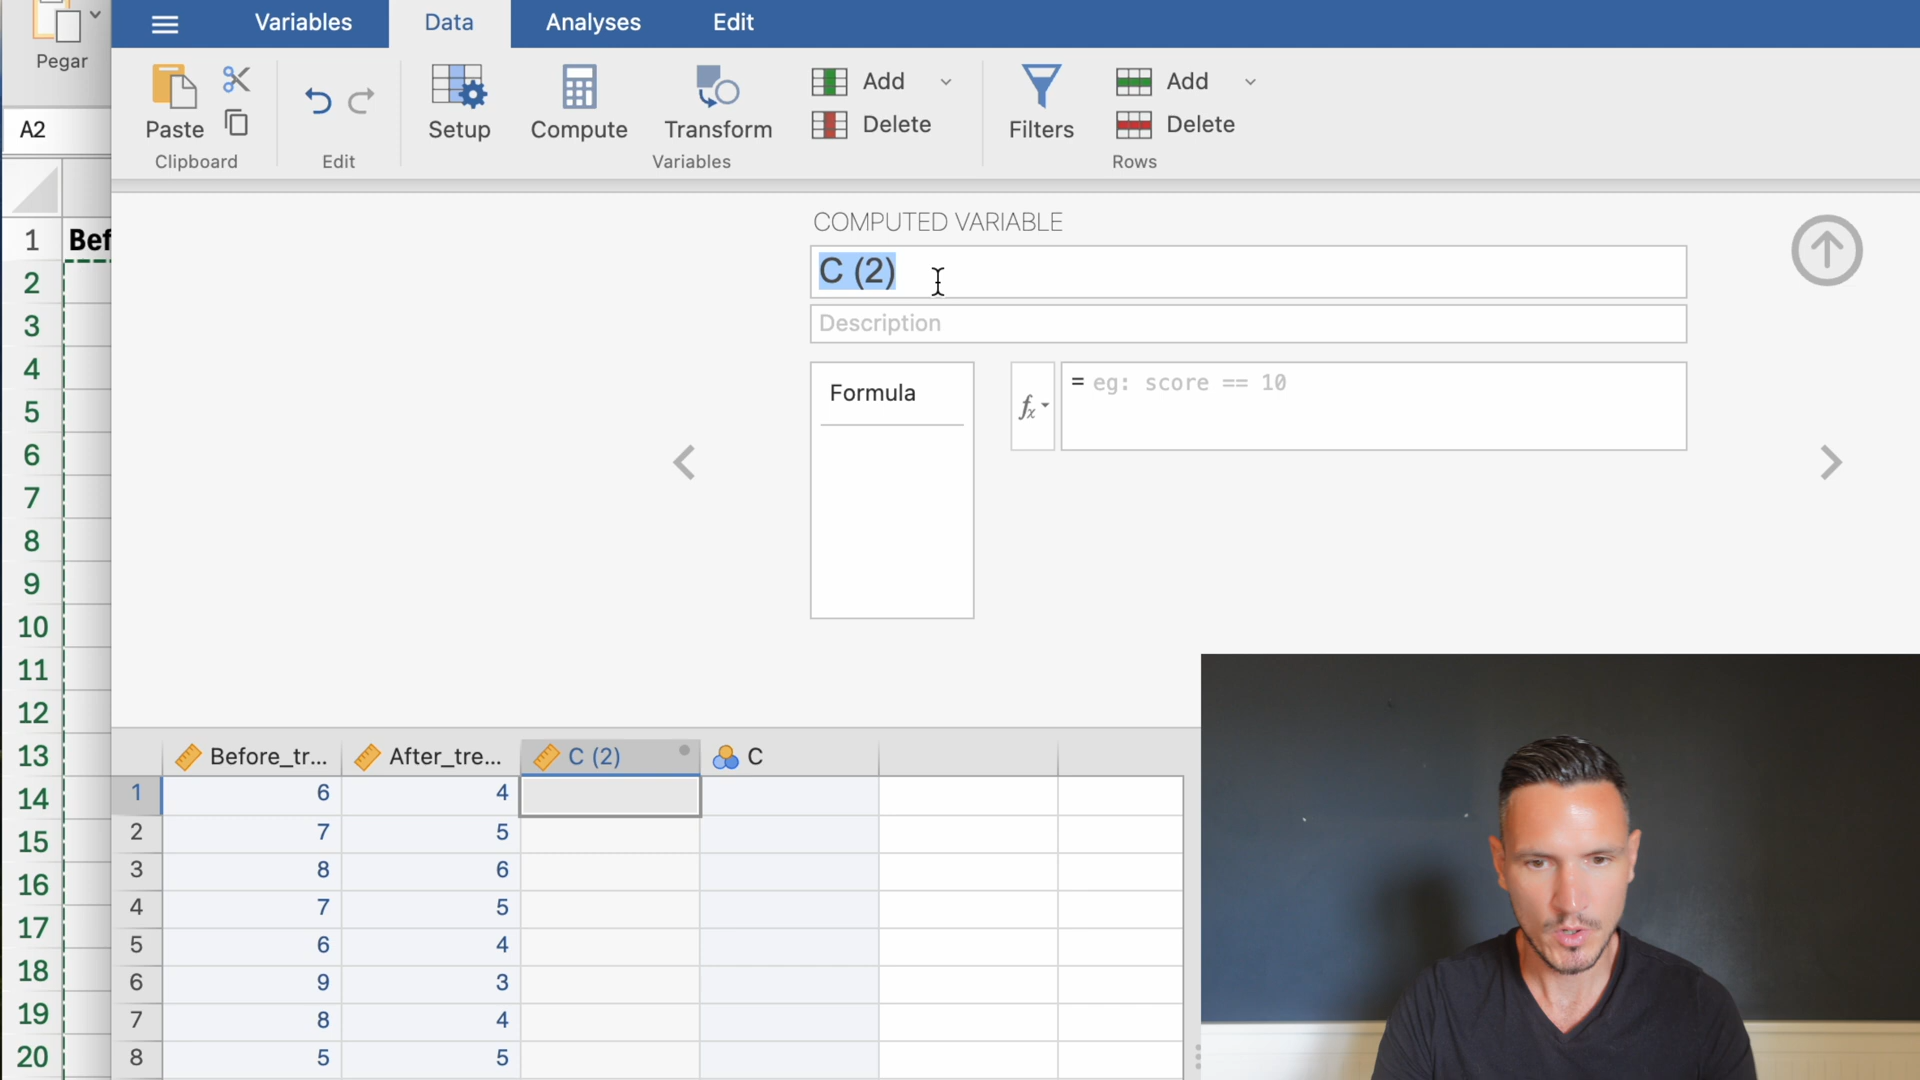 Variables Data Analyses Edit
Pegar
Paste
Setup Compute Transform
Add
Delete
Filters
Add
Delete
Clipboard Edit Variables Rows
A2
COMPUTED VARIABLE
C (2)
Description
Formula
fx
= eg: score == 10
1 Bef
2
3
4
5
6
7
8
9
10
11
12
13
14
15
16
17
18
19
20
Before_tr... After_tre... C (2) C
1 6 4
2 7 5
3 8 6
4 7 5
5 6 4
6 9 3
7 8 4
8 5 5